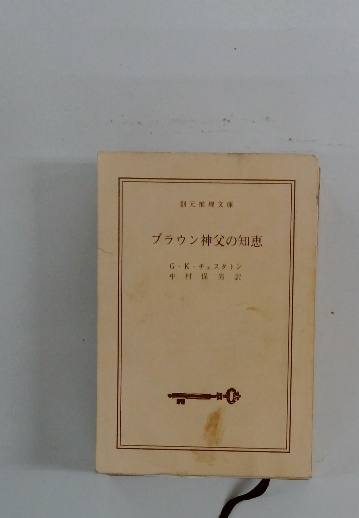 創元推理文庫
ブラウン神父の知恵
G・K・チェスタトン
中村保男訳